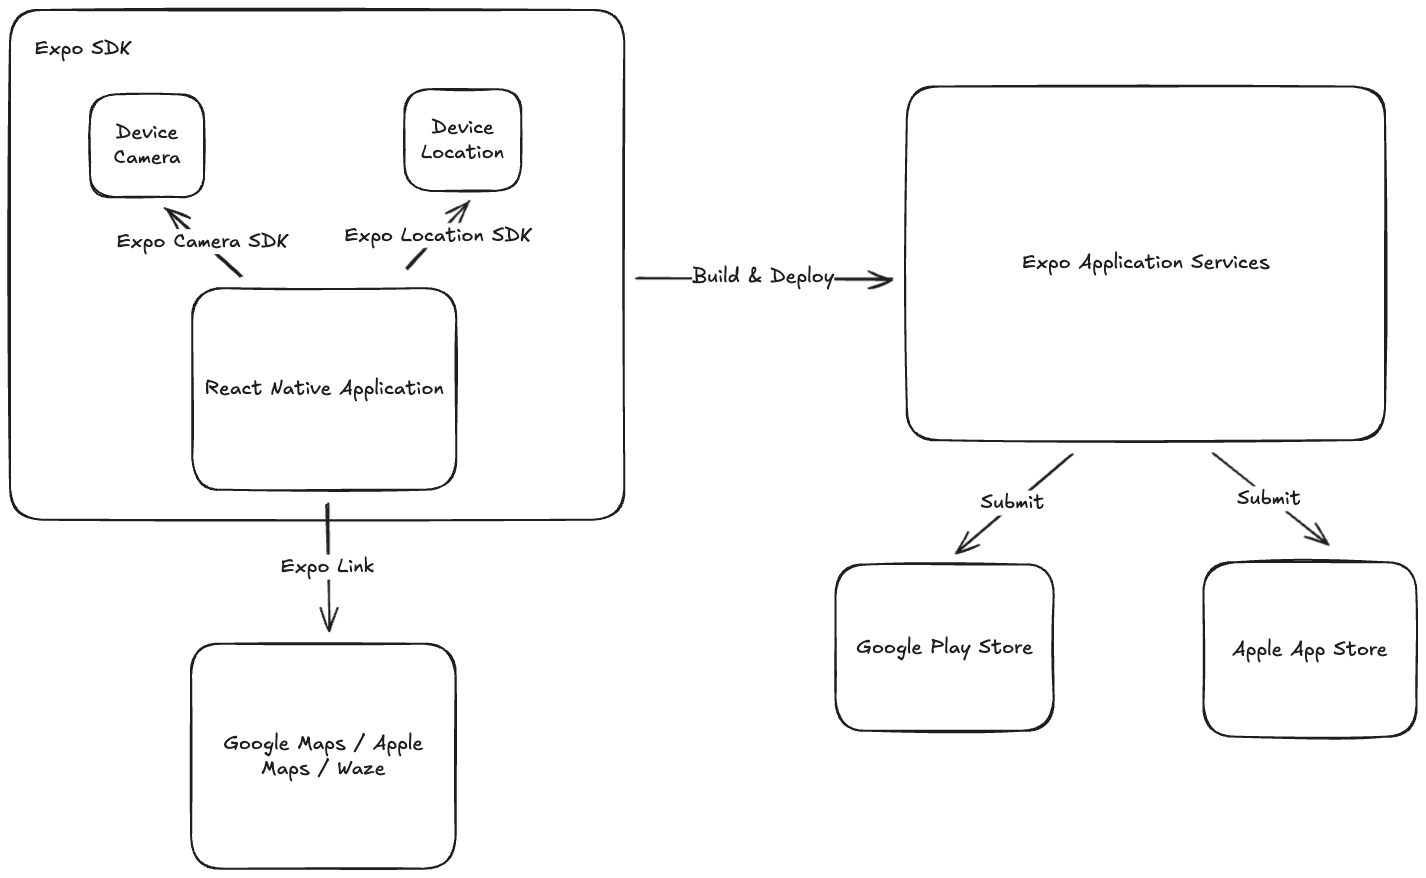 Expo SDK
Device
Camera
Device
Location
Expo Camera SDK
Expo Location SDK
React Native Application
Expo Link
Google Maps / Apple
Maps / Waze
Build & Deploy
Expo Application Services
Submit
Submit
Google Play Store
Apple App Store